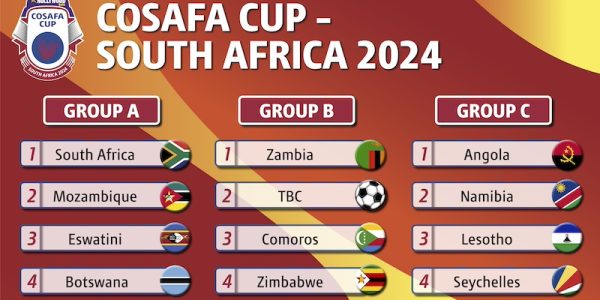 HOLLYWOOD
COSAFA
CUP
SOUTH AFRICA 2024
COSAFA CUP –
SOUTH AFRICA 2024
GROUP A
1 South Africa
2 Mozambique
3 Eswatini
4 Botswana
GROUP B
1 Zambia
2 TBC
3 Comoros
4 Zimbabwe
GROUP C
1 Angola
2 Namibia
3 Lesotho
4 Seychelles